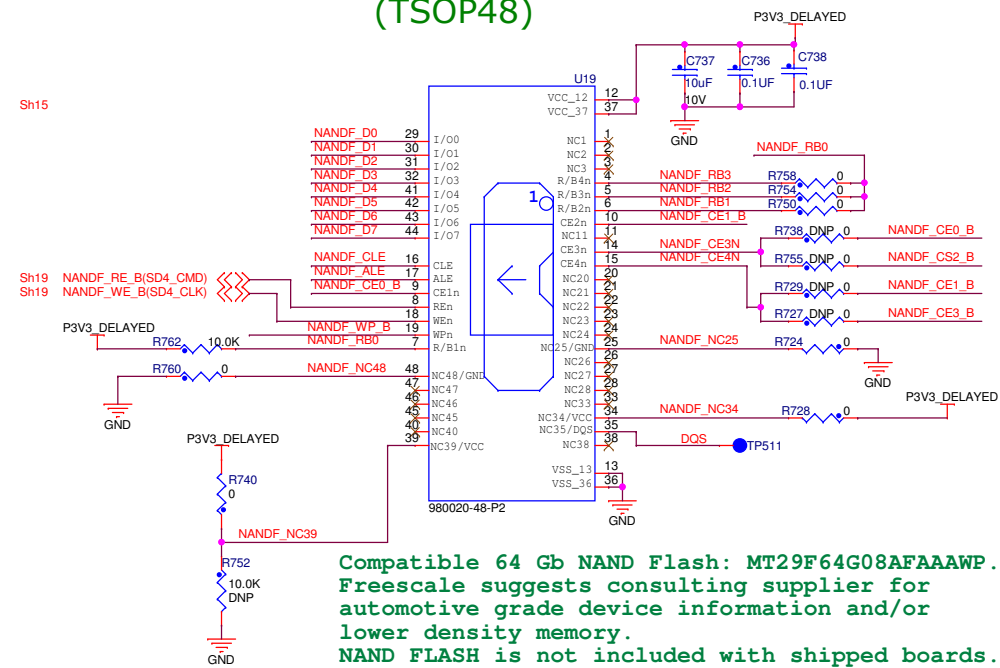 (TSOP48)
P3V3_DELAYED
C737
C736
C738
10uF
0.1UF
0.1UF
10V
GND
U19
Sh15
VCC_12 12
VCC_37 37
NANDF_D0 29 I/O0
NANDF_D1 30 I/O1
NANDF_D2 31 I/O2
NANDF_D3 32 I/O3
NANDF_D4 41 I/O4
NANDF_D5 42 I/O5
NANDF_D6 43 I/O6
NANDF_D7 44 I/O7
NANDF_CLE 16 CLE
NANDF_ALE 17 ALE
NANDF_CE0_B 9 CE1n
Sh19 NANDF_RE_B(SD4_CMD) 8 REn
Sh19 NANDF_WE_B(SD4_CLK) 18 WEn
NANDF_WP_B 19 WPn
P3V3_DELAYED
R762 10.0K NANDF_RB0 7 R/B1n
R760 0 NANDF_NC48 48 NC48/GND
GND
47 NC47
46 NC46
45 NC45
40 NC40
39 NC39/VCC
1
NC1 1
NC2 2
NC3 3
R/B4n 4 NANDF_RB3 R758 0
R/B3n 5 NANDF_RB2 R754 0
R/B2n 6 NANDF_RB1 R750 0
NANDF_RB0
CE2n 10 NANDF_CE1_B
NC11 11
CE3n 14 NANDF_CE3N
CE4n 15 NANDF_CE4N
R738 DNP 0 NANDF_CE0_B
R755 DNP 0 NANDF_CS2_B
R729 DNP 0 NANDF_CE1_B
R727 DNP 0 NANDF_CE3_B
NC20 20
NC21 21
NC22 22
NC23 23
NC24 24
NC25/GND 25 NANDF_NC25 R724 0
GND
NC26 26
NC27 27
NC28 28
NC33 33
NC34/VCC 34 NANDF_NC34 R728 0
P3V3_DELAYED
NC35/DQS 35 DQS TP511
NC38 38
VSS_13 13
VSS_36 36
GND
980020-48-P2
P3V3_DELAYED
R740
0
NANDF_NC39
R752
10.0K
DNP
GND
Compatible 64 Gb NAND Flash: MT29F64G08AFAAAWP.
Freescale suggests consulting supplier for
automotive grade device information and/or
lower density memory.
NAND FLASH is not included with shipped boards.